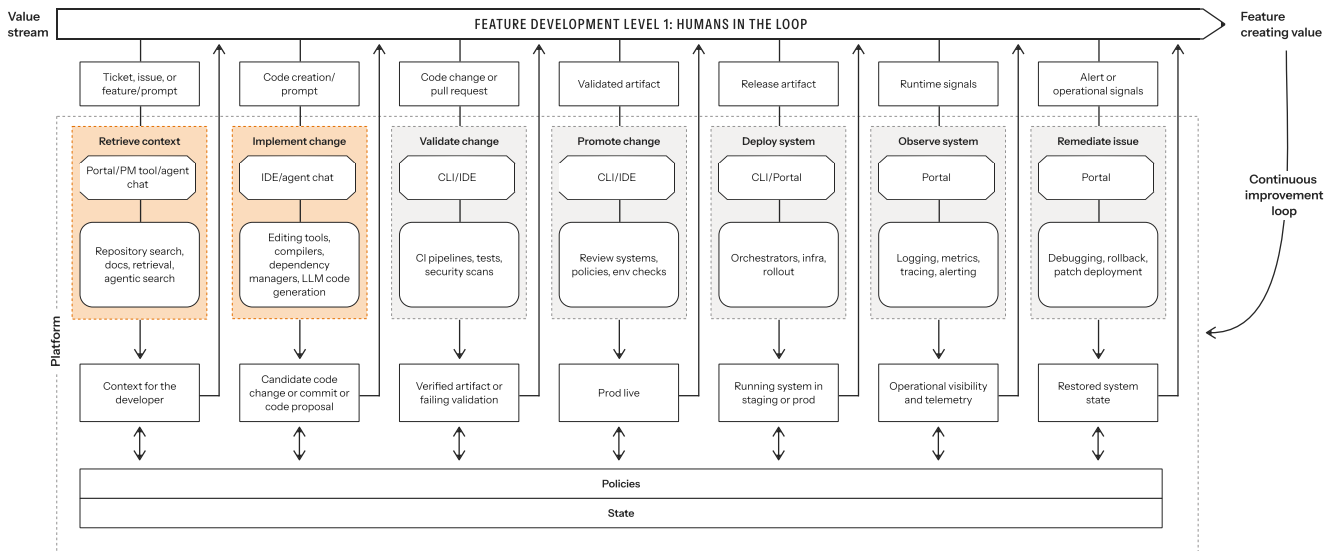 Value
stream
FEATURE DEVELOPMENT LEVEL 1: HUMANS IN THE LOOP
Feature
creating value
Ticket, issue, or
feature/prompt
Code creation/
prompt
Code change or
pull request
Validated artifact
Release artifact
Runtime signals
Alert or
operational signals
Retrieve context
Implement change
Validate change
Promote change
Deploy system
Observe system
Remediate issue
Portal/PM tool/agent
chat
IDE/agent chat
CLI/IDE
CLI/IDE
CLI/Portal
Portal
Portal
Continuous
improvement
loop
Repository search,
docs, retrieval,
agentic search
Editing tools,
compilers,
dependency
managers, LLM code
generation
CI pipelines, tests,
security scans
Review systems,
policies, env checks
Orchestrators, infra,
rollout
Logging, metrics,
tracing, alerting
Debugging, rollback,
patch deployment
Platform
Context for the
developer
Candidate code
change or commit or
code proposal
Verified artifact or
failing validation
Prod live
Running system in
staging or prod
Operational visibility
and telemetry
Restored system
state
Policies
State